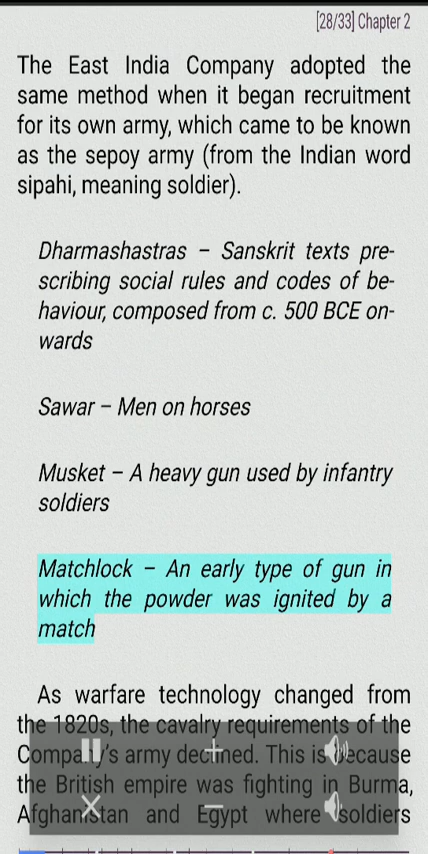 [28/33] Chapter 2
The East India Company adopted the
same method when it began recruitment
for its own army, which came to be known
as the sepoy army (from the Indian word
sipahi, meaning soldier).
Dharmashastras – Sanskrit texts pre-
scribing social rules and codes of be-
haviour, composed from c. 500 BCE on-
wards
Sawar – Men on horses
Musket – A heavy gun used by infantry
soldiers
Matchlock – An early type of gun in
which the powder was ignited by a
match
As warfare technology changed from
the 1820s, the cavalry requirements of the
Company's army declined. This is because
the British empire was fighting in Burma,
Afghanistan and Egypt where soldiers